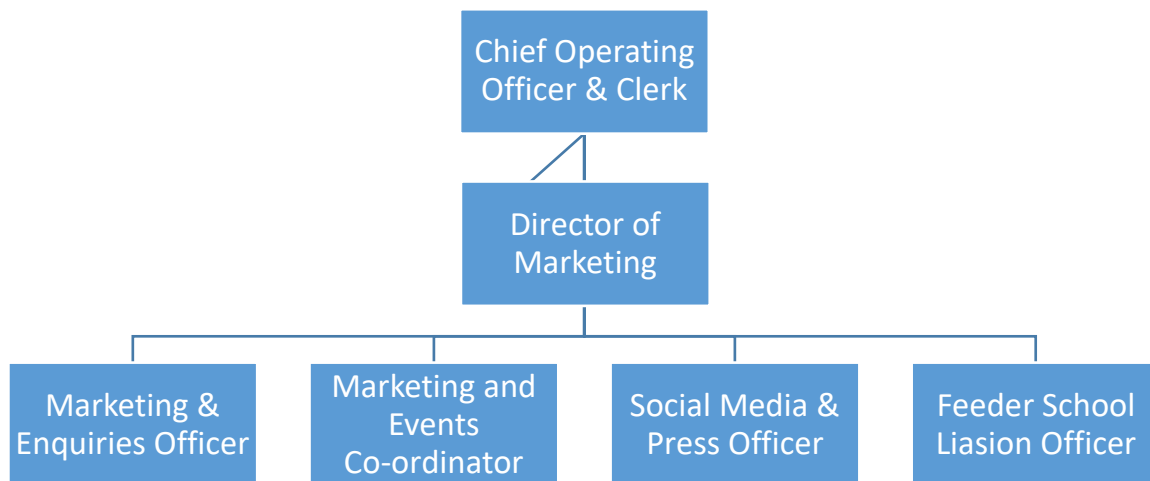 Chief Operating
Officer & Clerk
Director of
Marketing
Marketing &
Enquiries Officer
Marketing and
Events
Co-ordinator
Social Media &
Press Officer
Feeder School
Liasion Officer